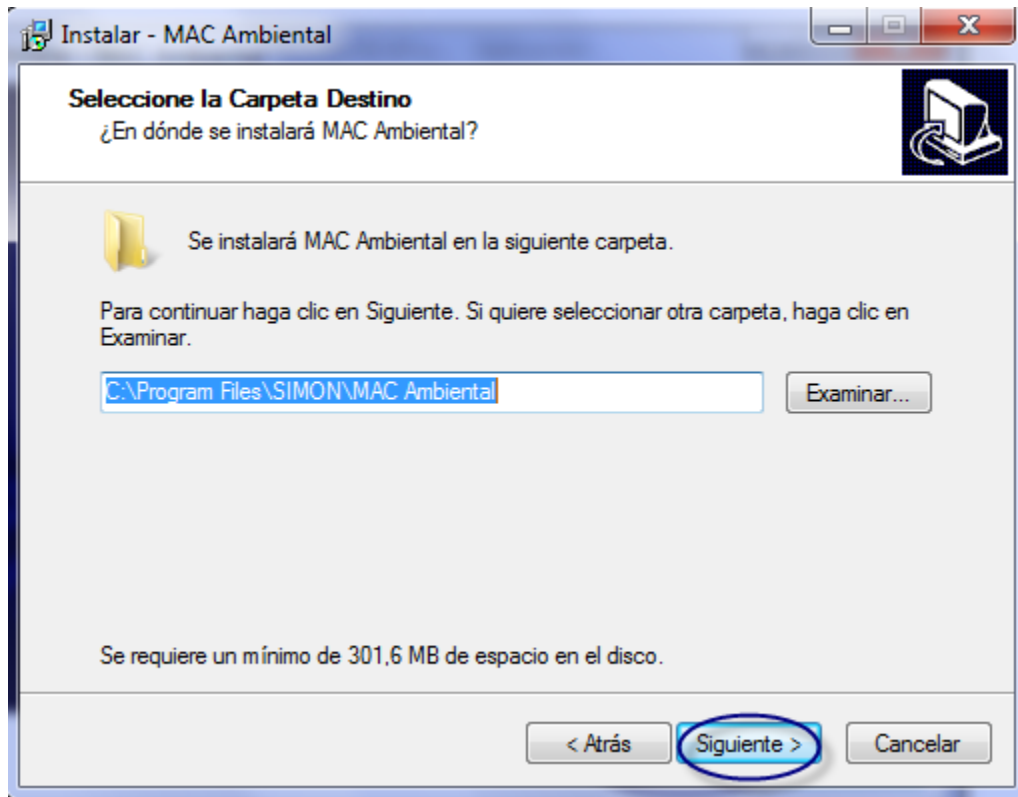 Instalar - MAC Ambiental
Seleccione la Carpeta Destino
¿En dónde se instalará MAC Ambiental?
Se instalará MAC Ambiental en la siguiente carpeta.
Para continuar haga clic en Siguiente. Si quiere seleccionar otra carpeta, haga clic en
Examinar.
C:\Program Files\SIMON\MAC Ambiental
Examinar...
Se requiere un mínimo de 301,6 MB de espacio en el disco.
< Atrás
Siguiente >
Cancelar